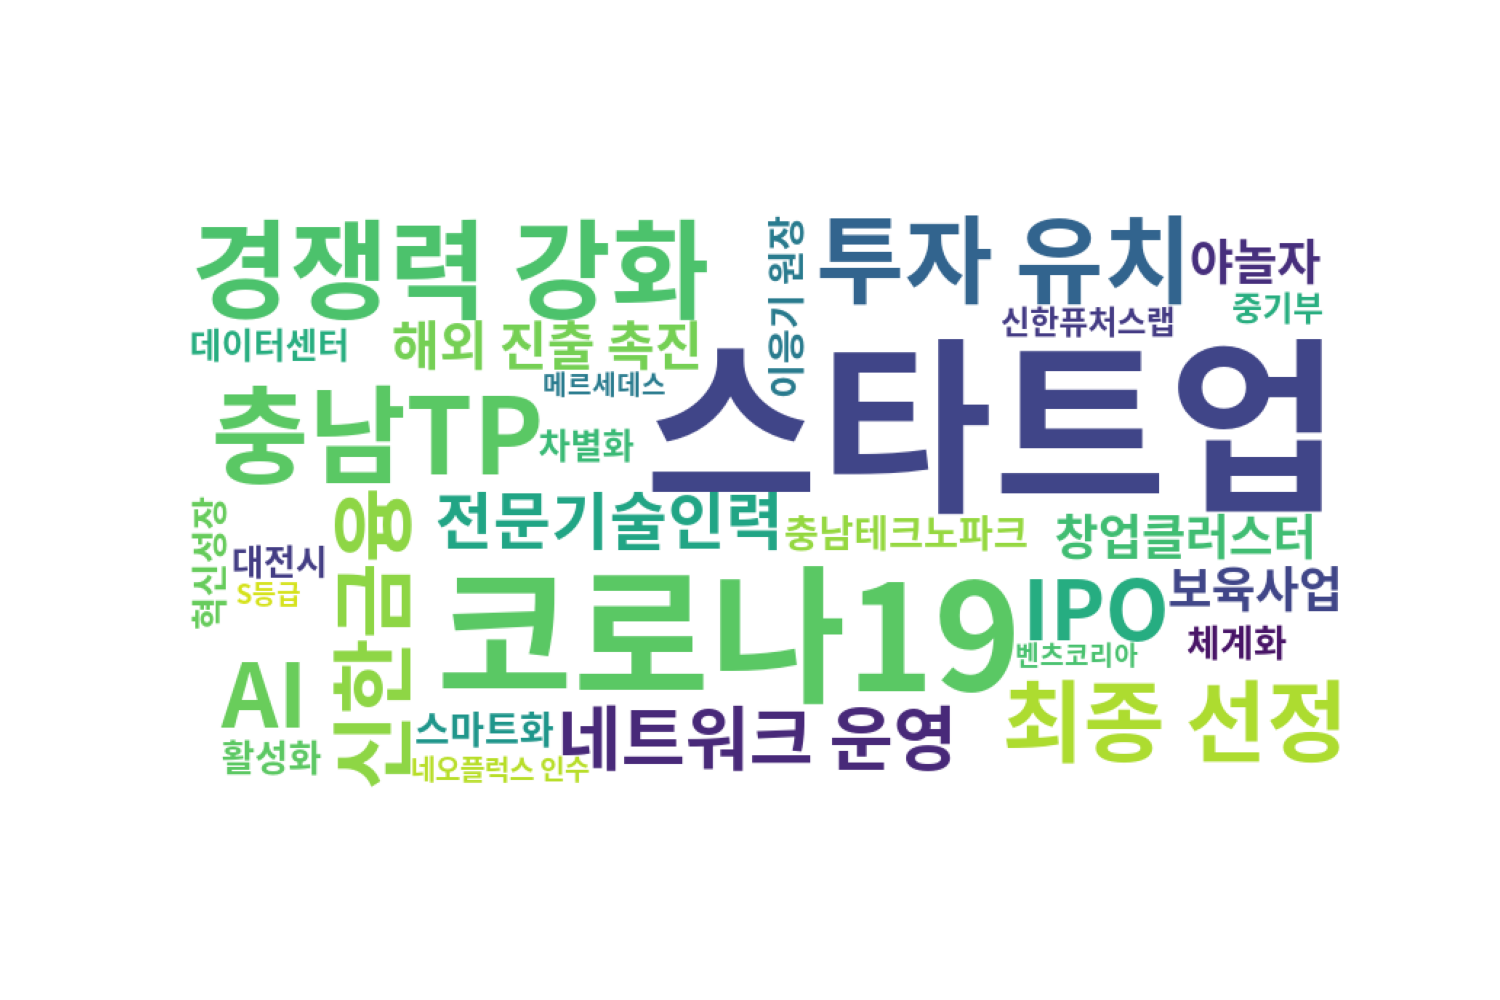 경쟁력 강화
이응기 원장
투자 유치
야놀자
중기부
신한퓨처스랩
데이터센터
해외 진출 촉진
메르세데스
스타트업
충남TP
차별화
전문기술인력
충남테크노파크
창업클러스터
혁신성장
대전시
S등급
신한금융
코로나19
IPO
보육사업
벤츠코리아
체계화
AI
활성화
스마트화
네트워크 운영
최종 선정
네오플럭스 인수